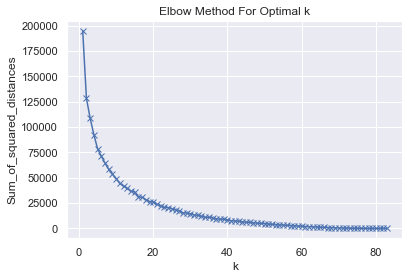 Elbow Method For Optimal k
200000
175000
150000
125000
100000
75000
50000
25000
0
Sum_of_squared_distances
0 20 40 60 80
k